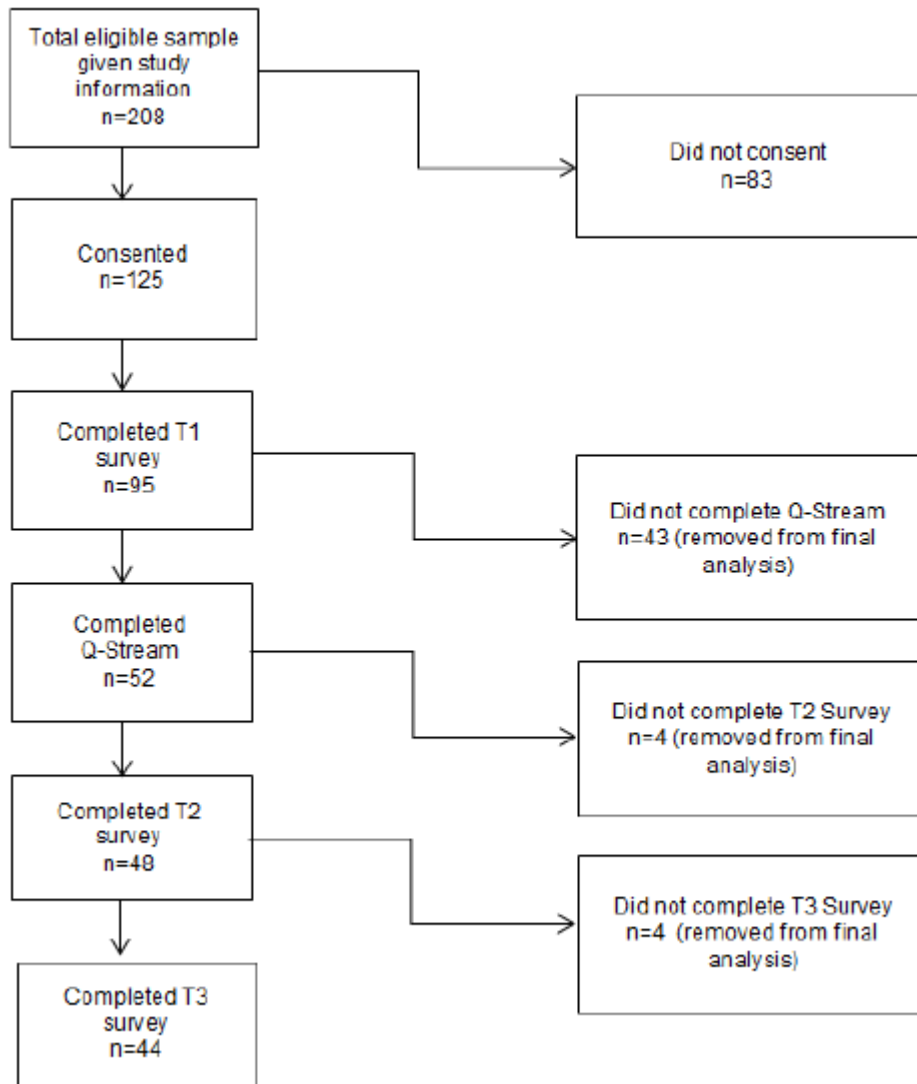 Total eligible sample
given study
information
n=208
Did not consent
n=83
Consented
n=125
Completed T1
survey
n=95
Did not complete Q-Stream
n=43 (removed from final
analysis)
Completed
Q-Stream
n=52
Did not complete T2 Survey
n=4 (removed from final
analysis)
Completed T2
survey
n=48
Did not complete T3 Survey
n=4 (removed from final
analysis)
Completed T3
survey
n=44